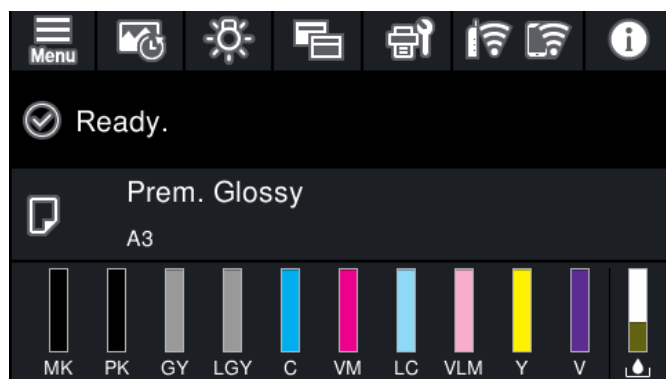 Menu
Ready.
Prem. Glossy
A3
MK PK GY LGY C VM LC VLM Y V